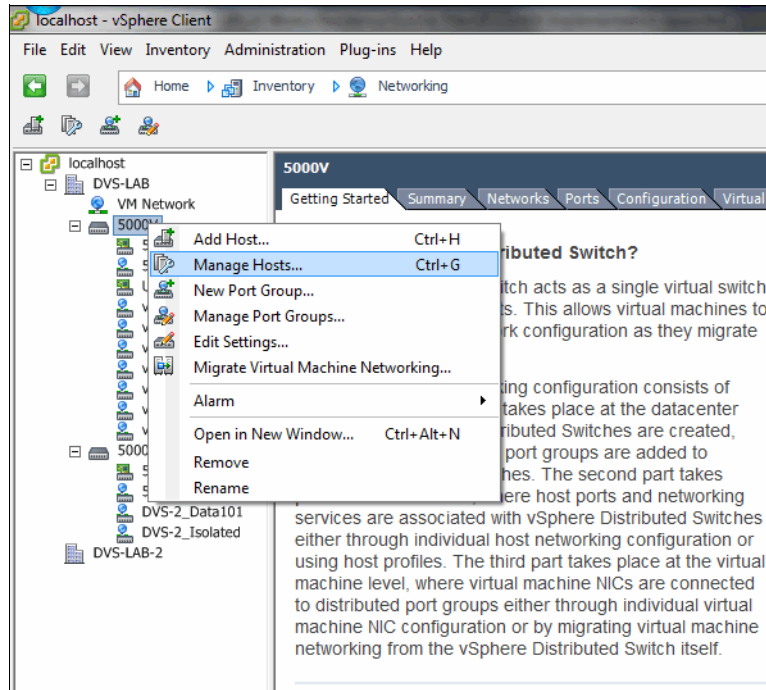 localhost - vSphere Client
File Edit View Inventory Administration Plug-ins Help
Home Inventory Networking
localhost
DVS-LAB
VM Network
5000V
5
5
U
v
v
v
v
v
v
5000
5
5
DVS-2_Data101
DVS-2_Isolated
DVS-LAB-2
Add Host... Ctrl+H
Manage Hosts... Ctrl+G
New Port Group...
Manage Port Groups...
Edit Settings...
Migrate Virtual Machine Networking...
Alarm
Open in New Window... Ctrl+Alt+N
Remove
Rename
5000V
Getting Started Summary Networks Ports Configuration Virtual
ributed Switch?
tch acts as a single virtual switch
s. This allows virtual machines to
rk configuration as they migrate
king configuration consists of
takes place at the datacenter
ributed Switches are created,
port groups are added to
hes. The second part takes
ere host ports and networking
services are associated with vSphere Distributed Switches
either through individual host networking configuration or
using host profiles. The third part takes place at the virtual
machine level, where virtual machine NICs are connected
to distributed port groups either through individual virtual
machine NIC configuration or by migrating virtual machine
networking from the vSphere Distributed Switch itself.